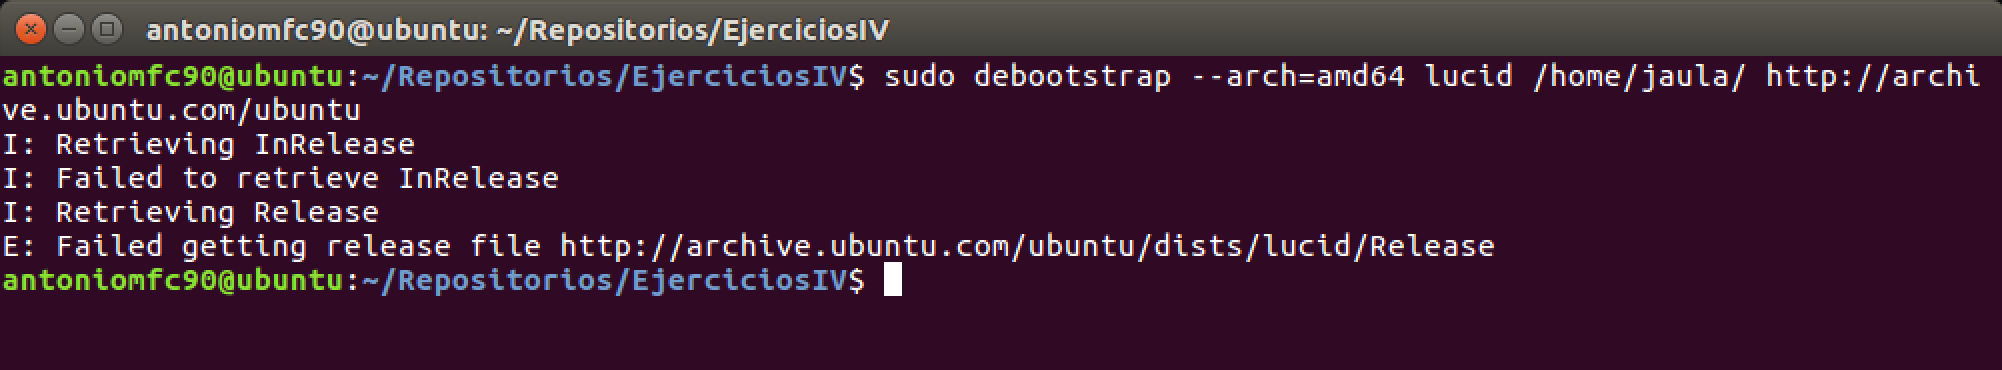 antoniomfc90@ubuntu: ~/Repositorios/EjerciciosIV
antoniomfc90@ubuntu:~/Repositorios/EjerciciosIV$ sudo debootstrap --arch=amd64 lucid /home/jaula/ http://archi
ve.ubuntu.com/ubuntu
I: Retrieving InRelease
I: Failed to retrieve InRelease
I: Retrieving Release
E: Failed getting release file http://archive.ubuntu.com/ubuntu/dists/lucid/Release
antoniomfc90@ubuntu:~/Repositorios/EjerciciosIV$